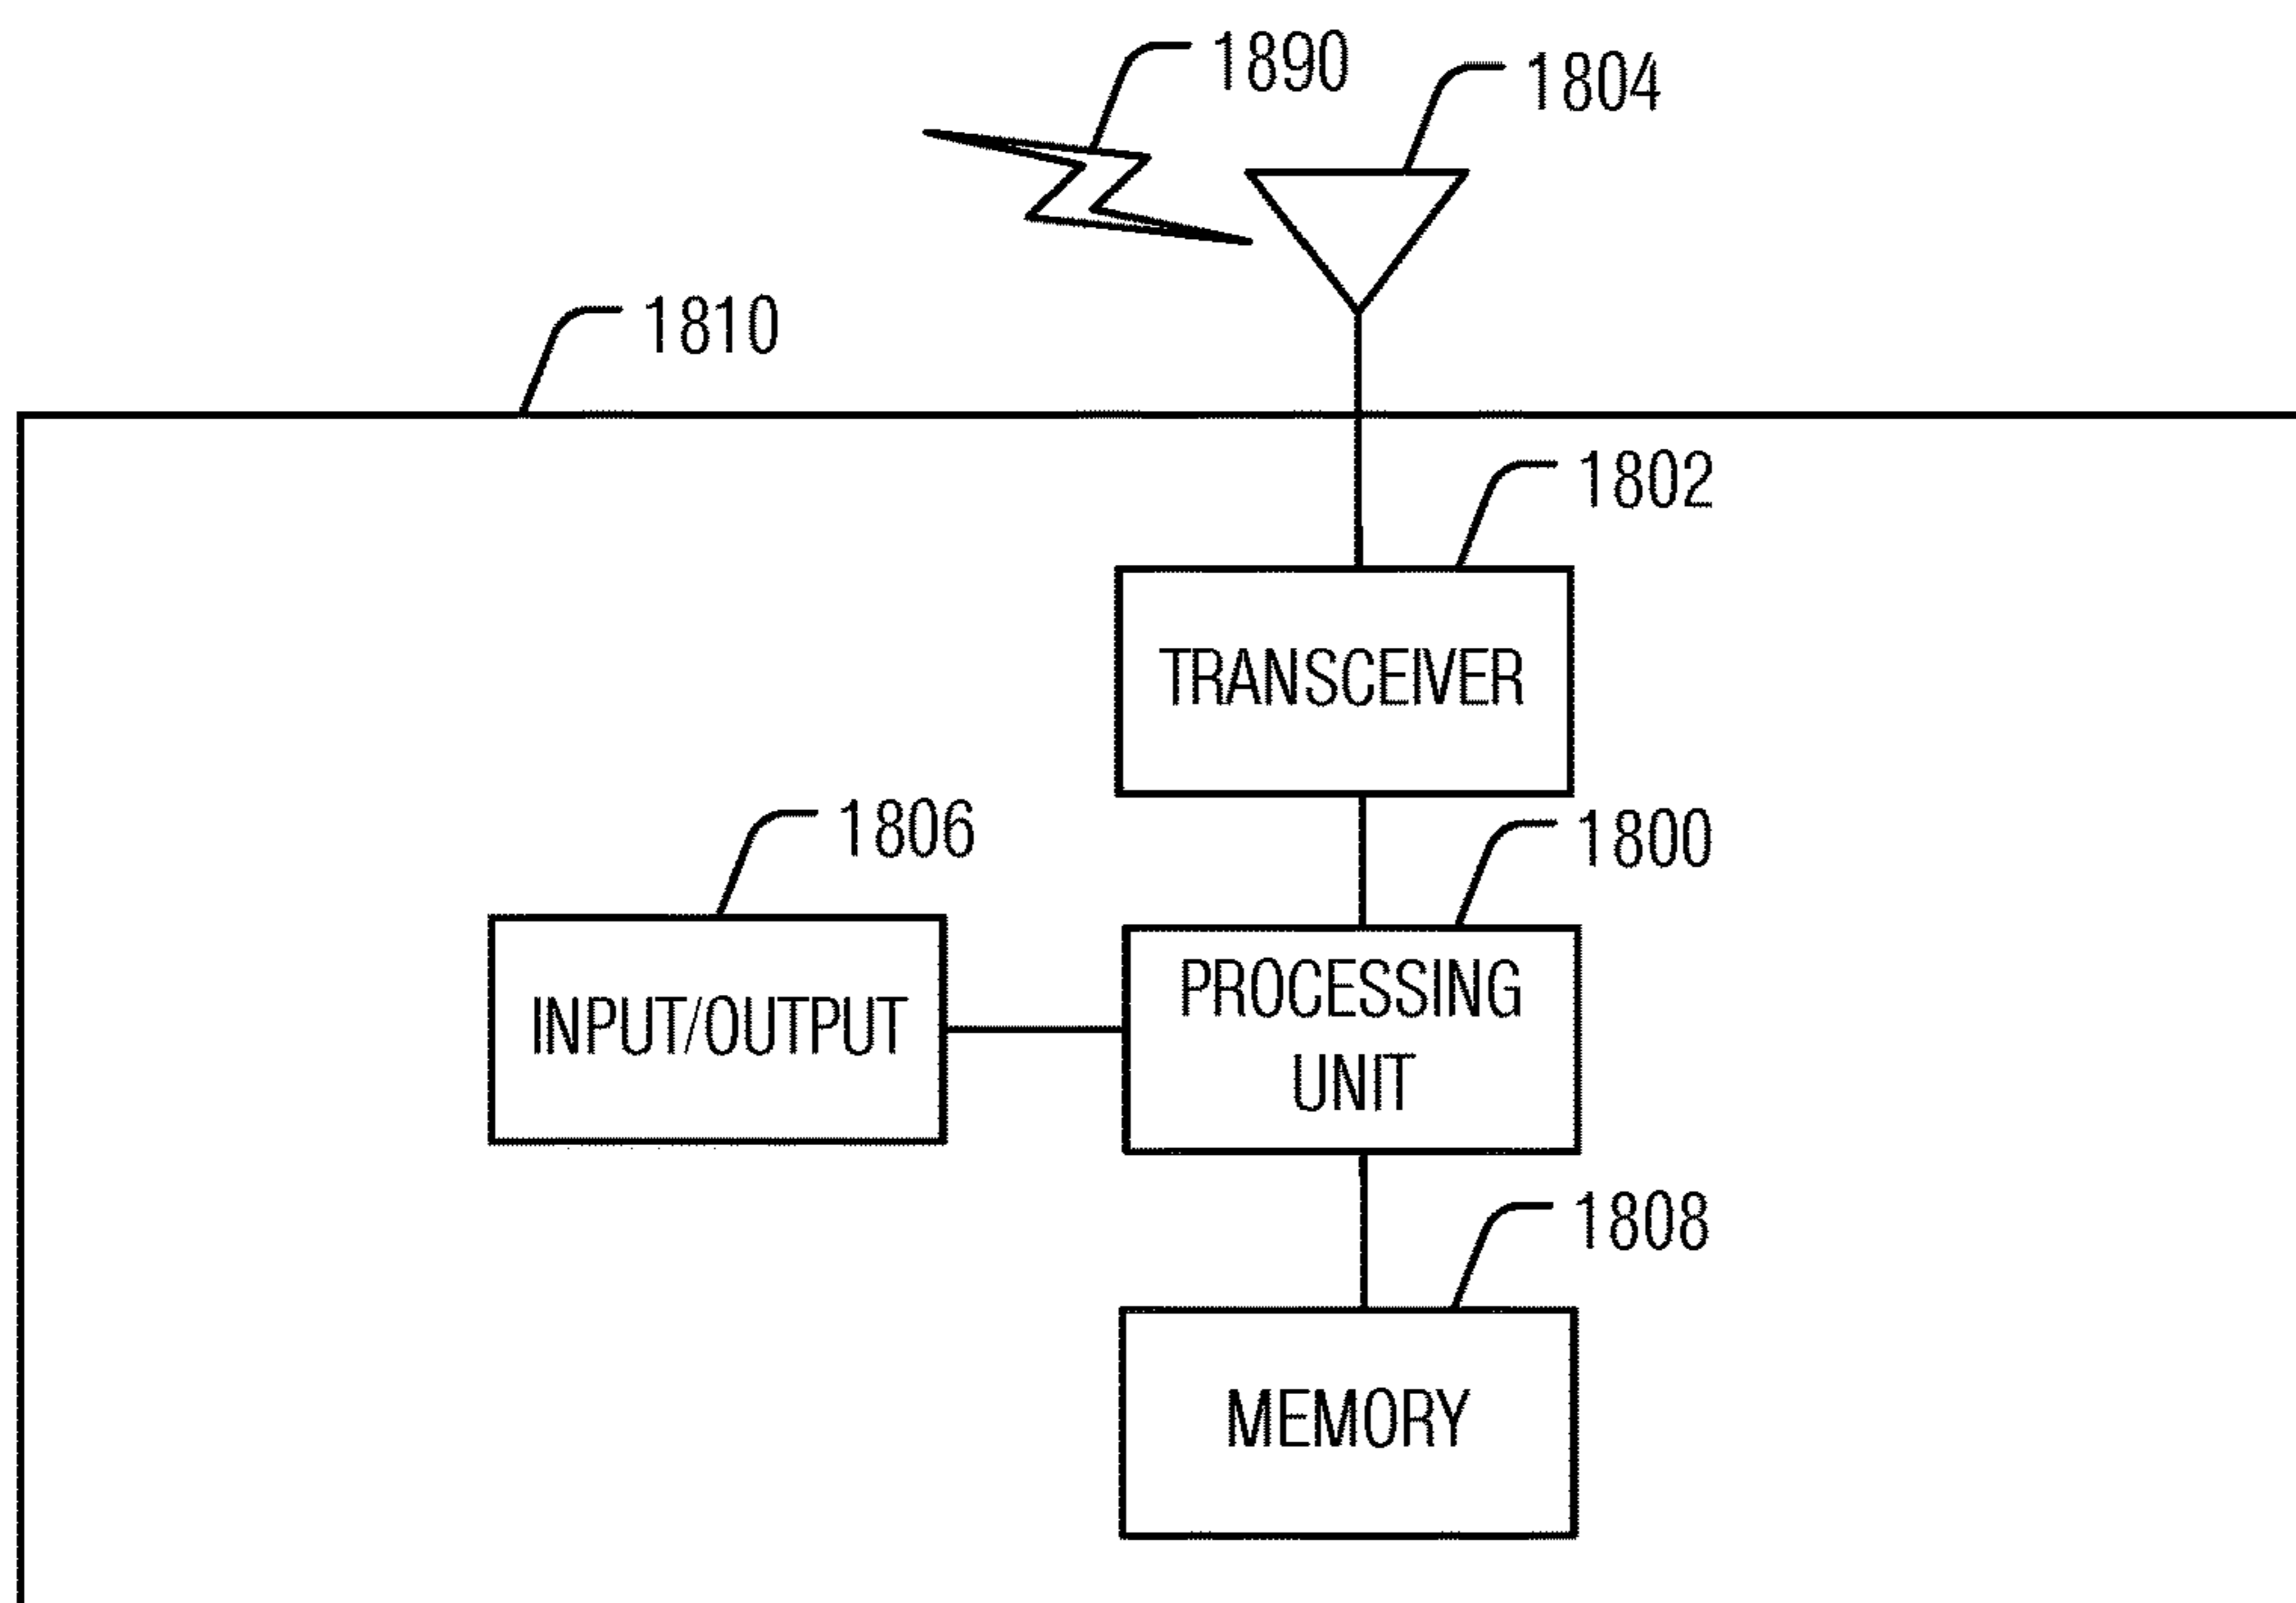 1890
1804
1810
1802
TRANSCEIVER
1806
1800
INPUT/OUTPUT
PROCESSING
UNIT
1808
MEMORY